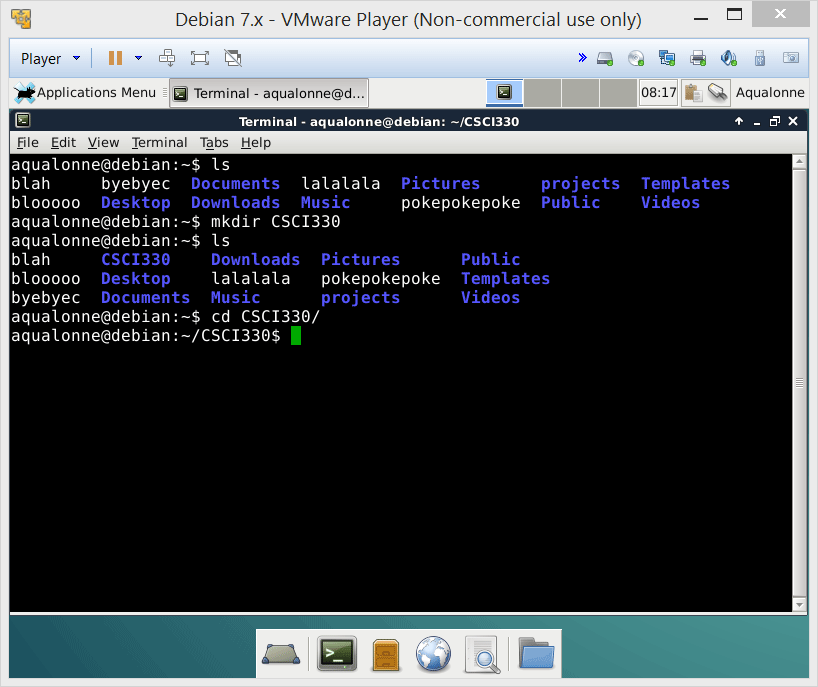 Debian 7.x - VMware Player (Non-commercial use only)
Player
Applications Menu Terminal - aqualonne@d... 08:17 Aqualonne
Terminal - aqualonne@debian: ~/CSCI330
File Edit View Terminal Tabs Help
aqualonne@debian:~$ ls
blah byebyec Documents lalalala Pictures projects Templates
blooooo Desktop Downloads Music pokepokepoke Public Videos
aqualonne@debian:~$ mkdir CSCI330
aqualonne@debian:~$ ls
blah CSCI330 Downloads Pictures Public
blooooo Desktop lalalala pokepokepoke Templates
byebyec Documents Music projects Videos
aqualonne@debian:~$ cd CSCI330/
aqualonne@debian:~/CSCI330$